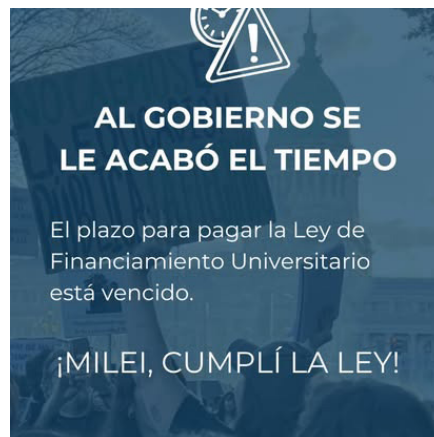 AL GOBIERNO SE
LE ACABÓ EL TIEMPO
El plazo para pagar la Ley de
Financiamiento Universitario
está vencido.
¡MILEI, CUMPLÍ LA LEY!